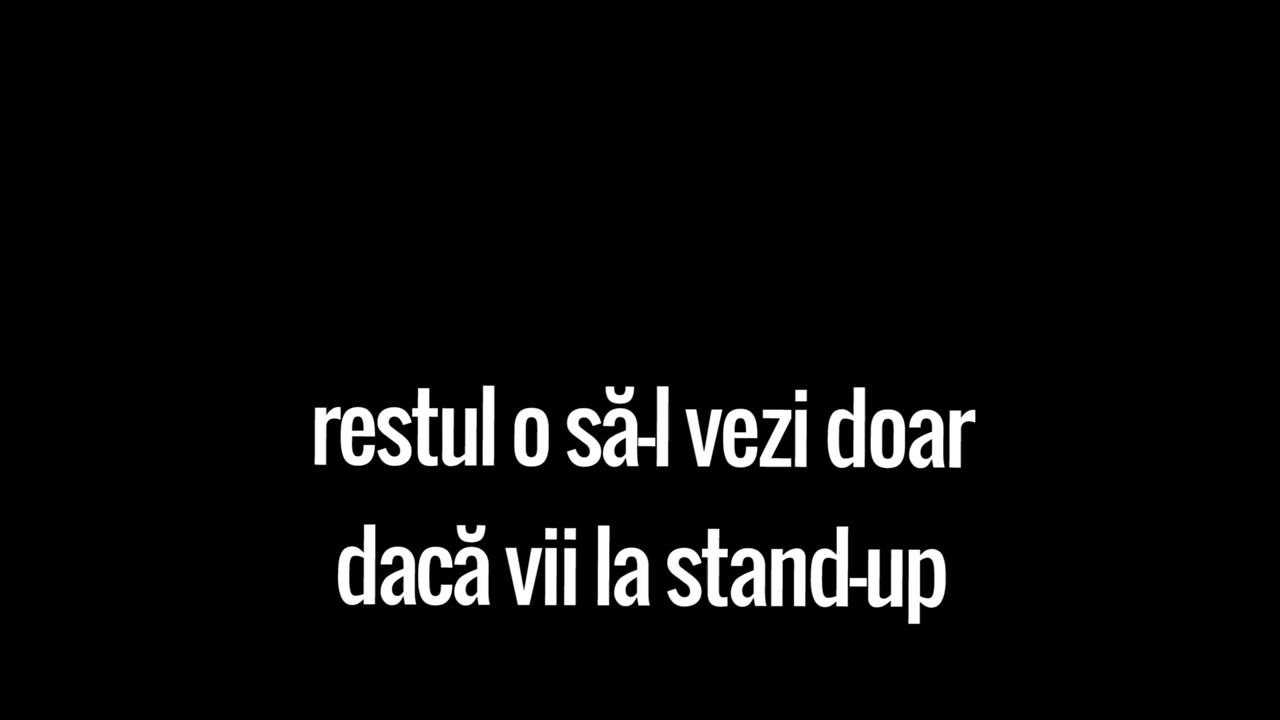 restul o să-l vezi doar
dacă vii la stand-up